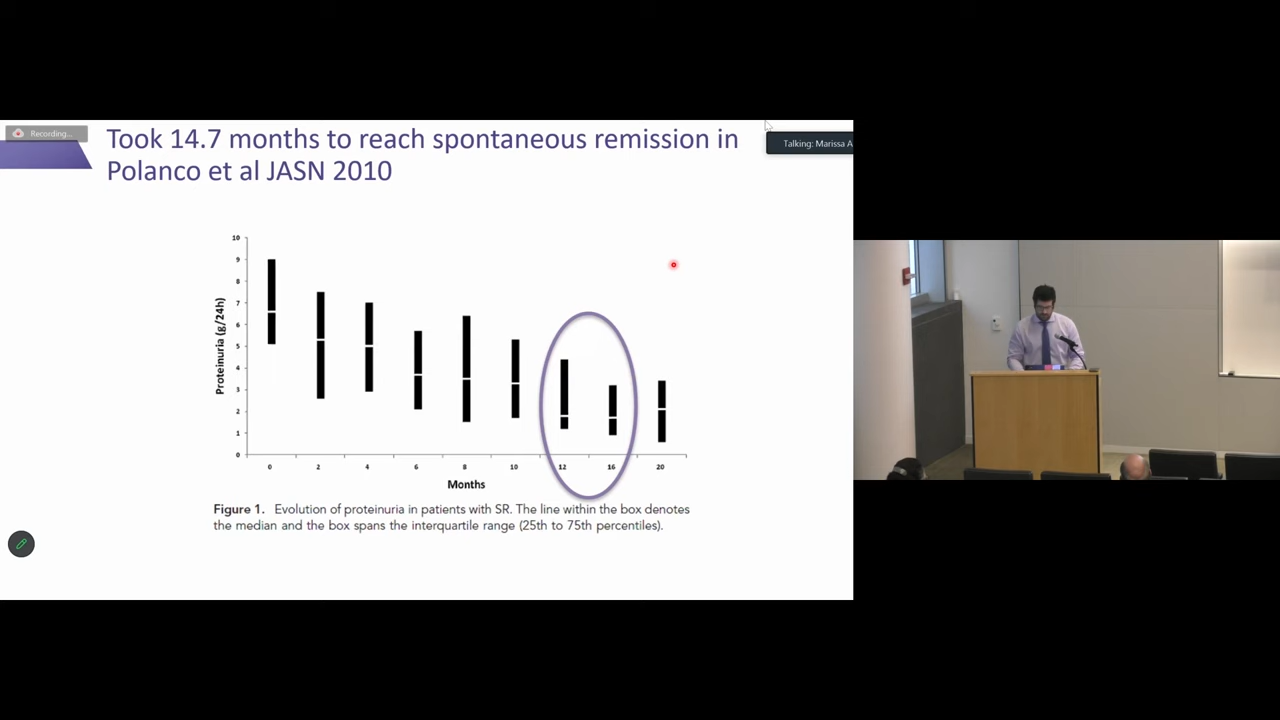 Recording...
Took 14.7 months to reach spontaneous remission in
Polanco et al JASN 2010
Talking: Marissa A
Proteinuria (g/24h)
10
9
8
7
6
5
4
3
2
1
0
0 2 4 6 8 10 12 16 20
Months
Figure 1. Evolution of proteinuria in patients with SR. The line within the box denotes
the median and the box spans the interquartile range (25th to 75th percentiles).